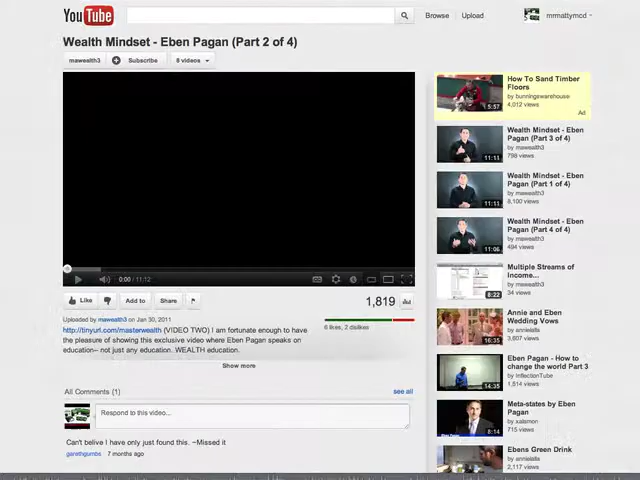 YouTube
Browse
Upload
mrmattymcd
Wealth Mindset - Eben Pagan (Part 2 of 4)
mawealth3
Subscribe
8 videos
0:00 / 11:12
Like
Add to
Share
1,819
Uploaded by mawealth3 on Jan 30, 2011
6 likes, 2 dislikes
http://tinyurl.com/masterwealth (VIDEO TWO) I am fortunate enough to have
the pleasure of showing this exclusive video where Eben Pagan speaks on
education-- not just any education. WEALTH education.
Show more
All Comments (1)
see all
Respond to this video...
Can't belive I have only just found this. ~Missed it
garethgumbs
7 months ago
How To Sand Timber
Floors
by bunningswarehouse
4,012 views
Ad
5:57
Wealth Mindset - Eben
Pagan (Part 3 of 4)
by mawealth3
798 views
11:11
Wealth Mindset - Eben
Pagan (Part 1 of 4)
by mawealth3
8,100 views
11:11
Wealth Mindset - Eben
Pagan (Part 4 of 4)
by mawealth3
494 views
11:06
Multiple Streams of
Income...
by mawealth3
34 views
8:22
Annie and Eben
Wedding Vows
by annielalla
3,886 views
16:35
Eben Pagan - How to
change the world Part 3
by InflectionTube
1,514 views
14:35
Meta-states by Eben
Pagan
by xalsmon
715 views
8:14
Ebens Green Drink
by annielalla
2,117 views